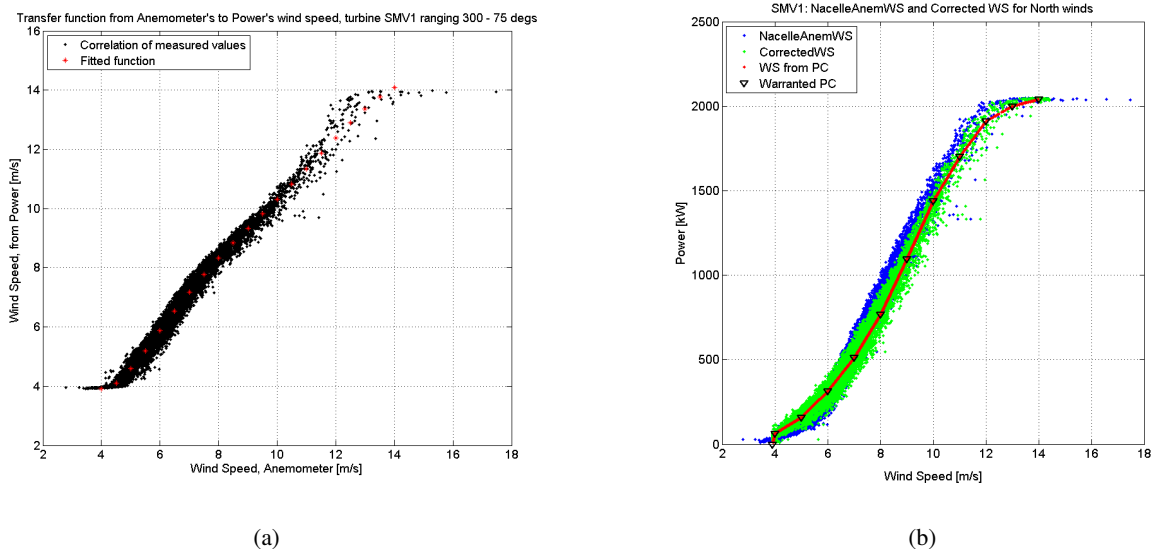 Transfer function from Anemometer's to Power's wind speed, turbine SMV1 ranging 300 - 75 degs
16
14
12
10
8
6
4
2
Wind Speed, from Power [m/s]
Correlation of measured values
Fitted function
2 4 6 8 10 12 14 16 18
Wind Speed, Anemometer [m/s]
(a)
SMV1: NacelleAnemWS and Corrected WS for North winds
2500
2000
1500
1000
500
0
Power [kW]
NacelleAnemWS
CorrectedWS
WS from PC
Warranted PC
2 4 6 8 10 12 14 16 18
Wind Speed [m/s]
(b)